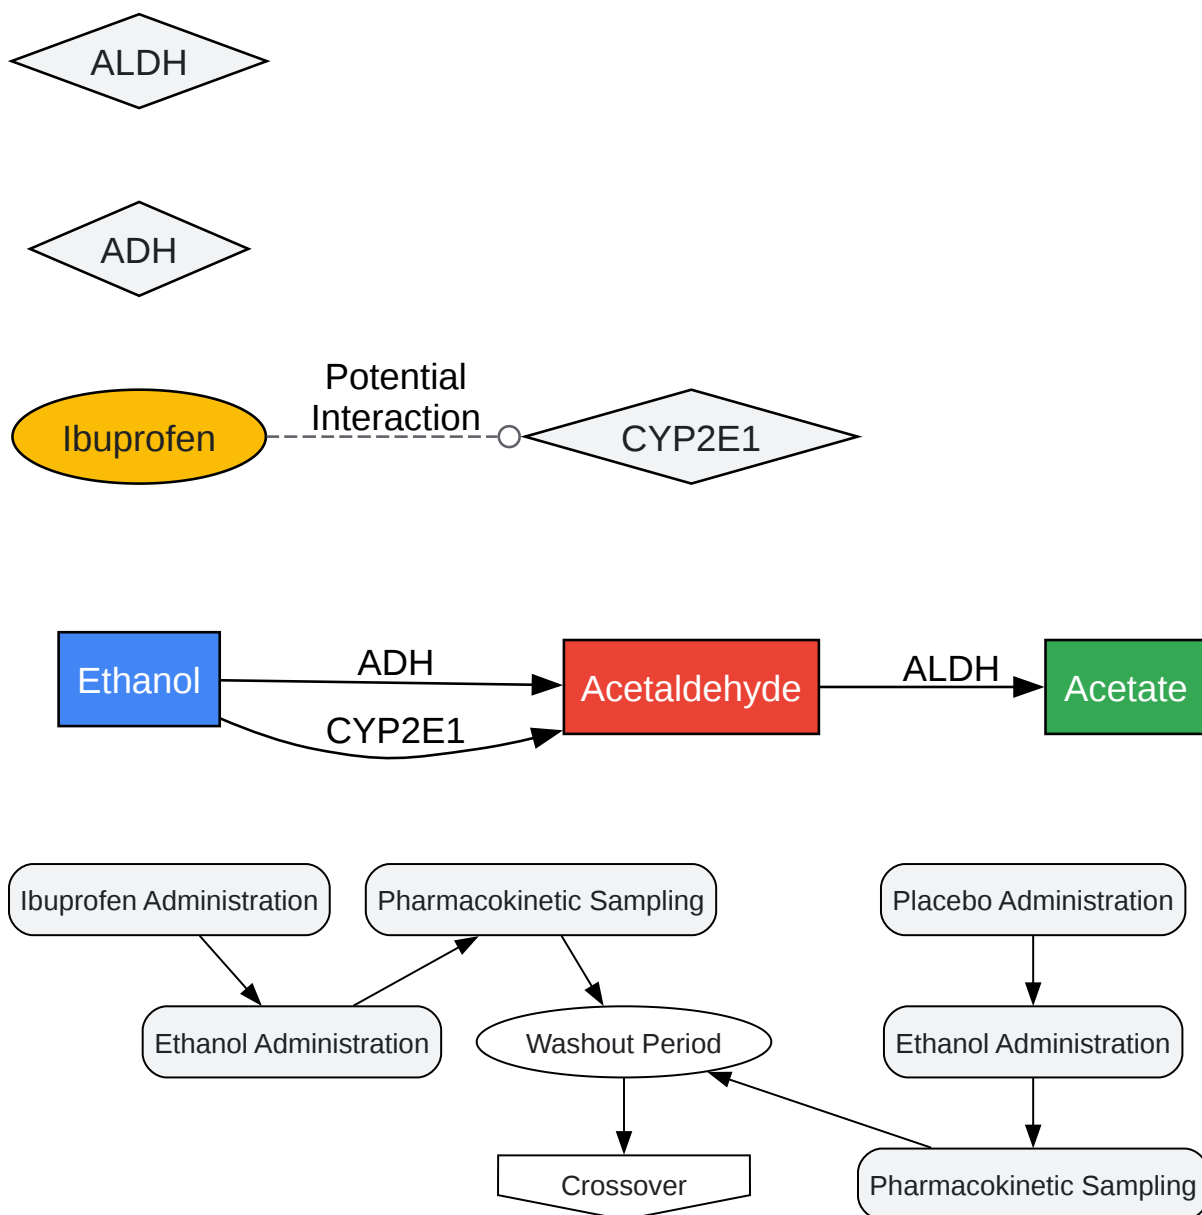 ALDH
ADH
Potential
Interaction
Ibuprofen
CYP2E1
Ethanol
ADH
CYP2E1
Acetaldehyde
ALDH
Acetate
Ibuprofen Administration
Pharmacokinetic Sampling
Placebo Administration
Ethanol Administration
Washout Period
Ethanol Administration
Crossover
Pharmacokinetic Sampling